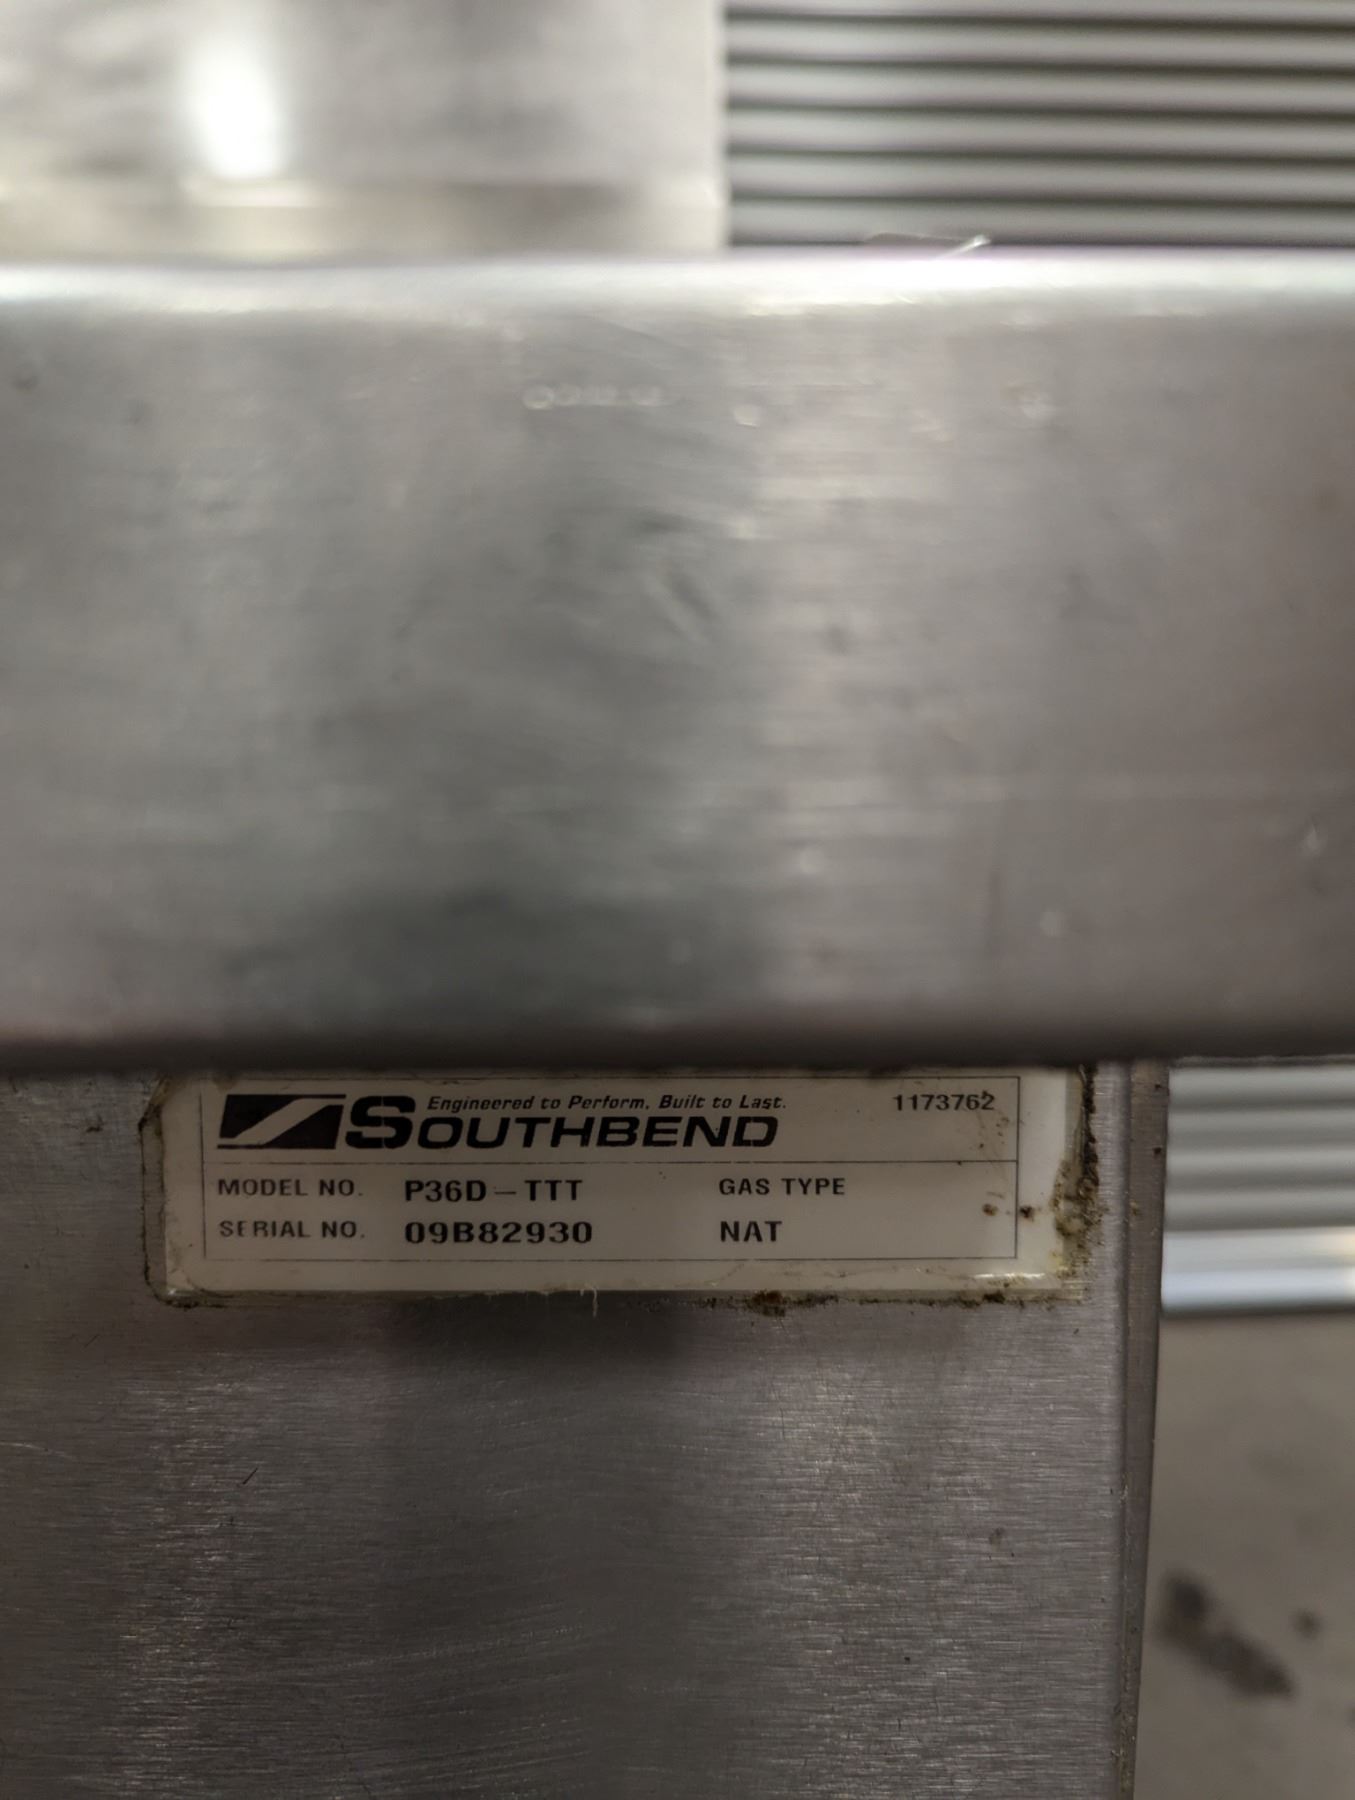 Engineered to Perform, Built to Last. 1173762
SOUTHBEND
MODEL NO. P36D-TTT GAS TYPE
SERIAL NO. 09B82930 NAT